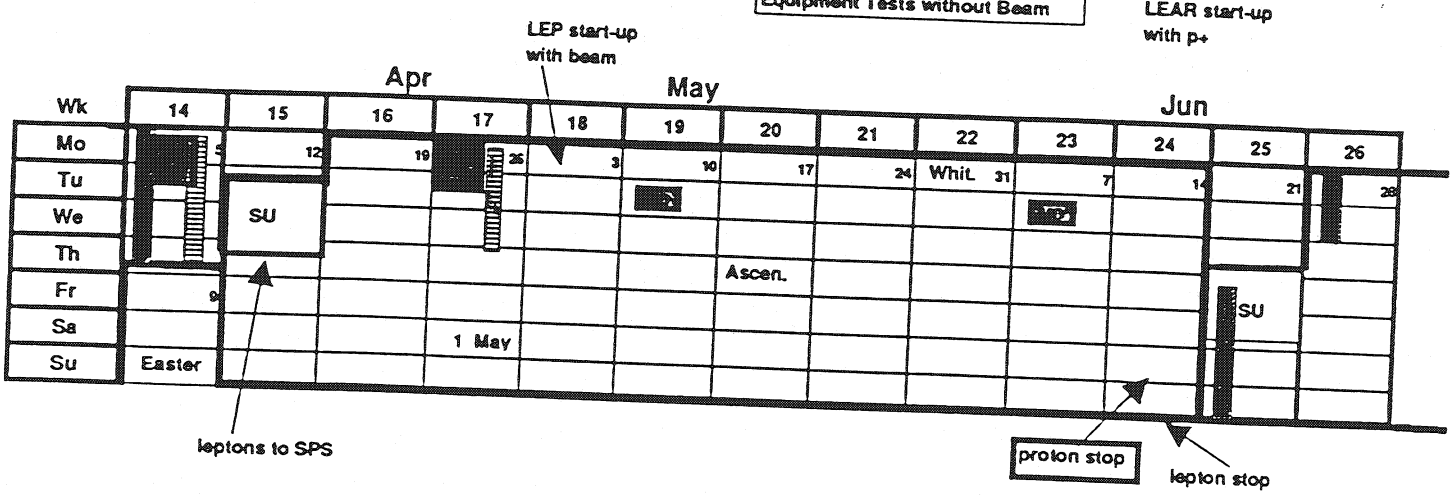 Equipment Tests without Beam
LEAR start-up
with p+
LEP start-up
with beam
Apr May Jun
Wk 14 15 16 17 18 19 20 21 22 23 24 25 26
Mo 5 12 19 26 3 10 17 24 Whit. 31 7 14 21 28
Tu
We SU
Th
Ascen.
Fr 9 SU
Sa
1 May
Su Easter
leptons to SPS
proton stop
lepton stop